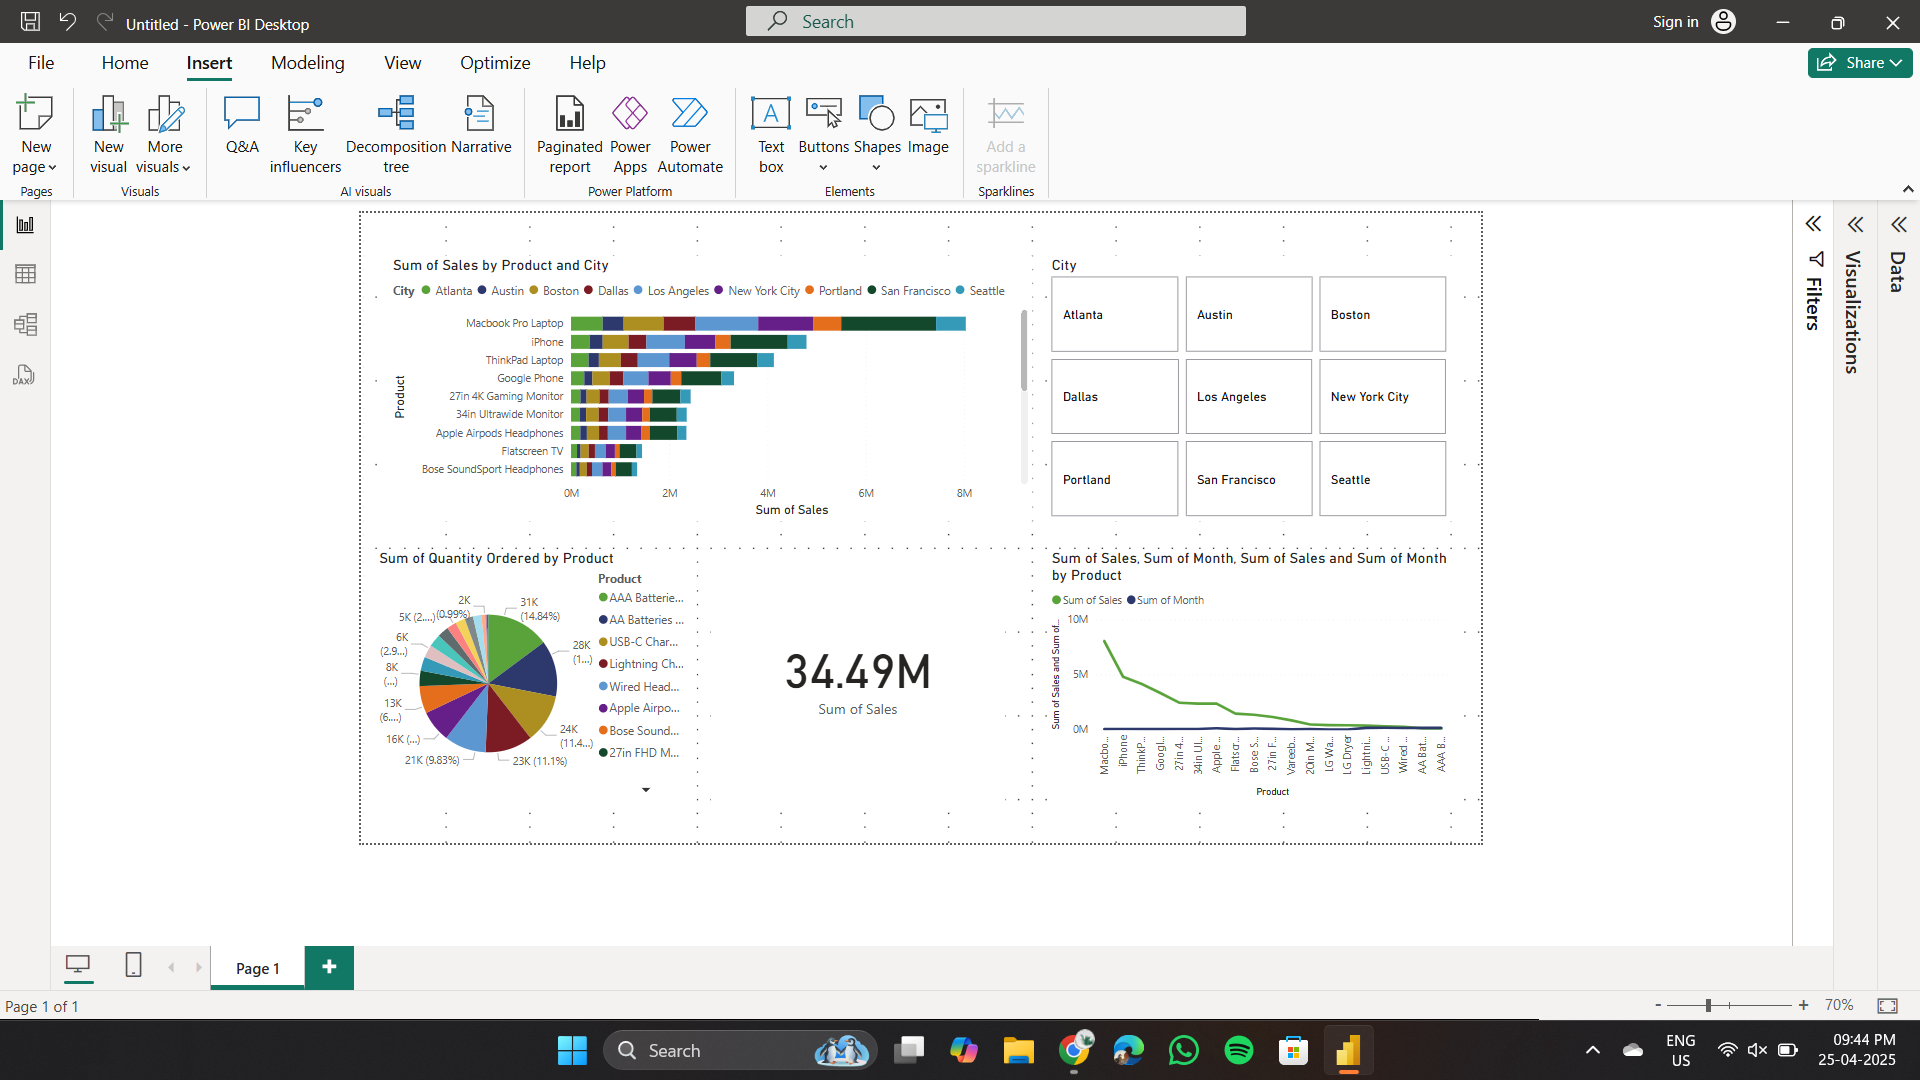 Untitled - Power BI Desktop
Search
Sign in
File Home Insert Modeling View Optimize Help
Share
New page
New visual
More visuals
Q&A
Key influencers
Decomposition tree
Narrative
Paginated report
Power Apps
Power Automate
Text box
Buttons
Shapes
Image
Add a sparkline
Pages
Visuals
AI visuals
Power Platform
Elements
Sparklines
DAX
Filters
Visualizations
Data
Sum of Sales by Product and City
City Atlanta Austin Boston Dallas Los Angeles New York City Portland San Francisco Seattle
Product
Macbook Pro Laptop
iPhone
ThinkPad Laptop
Google Phone
27in 4K Gaming Monitor
34in Ultrawide Monitor
Apple Airpods Headphones
Flatscreen TV
Bose SoundSport Headphones
0M 2M 4M 6M 8M
Sum of Sales
City
Atlanta Austin Boston
Dallas Los Angeles New York City
Portland San Francisco Seattle
Sum of Quantity Ordered by Product
31K
(14.84%)
28K
(1...)
24K
(11.4...)
23K (11.1%)
21K (9.83%)
16K (...)
13K
(6....)
8K
(...)
6K
(2.9...)
5K (2....)
2K
(0.99%)
Product
AAA Batterie...
AA Batteries ...
USB-C Char...
Lightning Ch...
Wired Head...
Apple Airpo...
Bose Sound...
27in FHD M...
34.49M
Sum of Sales
Sum of Sales, Sum of Month, Sum of Sales and Sum of Month
by Product
Sum of Sales Sum of Month
Sum of Sales and Sum of...
10M
5M
0M
Macbo...
iPhone
ThinkP...
Googl...
27in 4...
34in Ul...
Apple ...
Flatscr...
Bose S...
27in F...
Vareeb...
20in M...
LG Wa...
LG Dryer
Lightni...
USB-C ...
Wired ...
AA Bat...
AAA B...
Product
Page 1
Page 1 of 1
- + 70%
Search
ENG
US
09:44 PM
25-04-2025